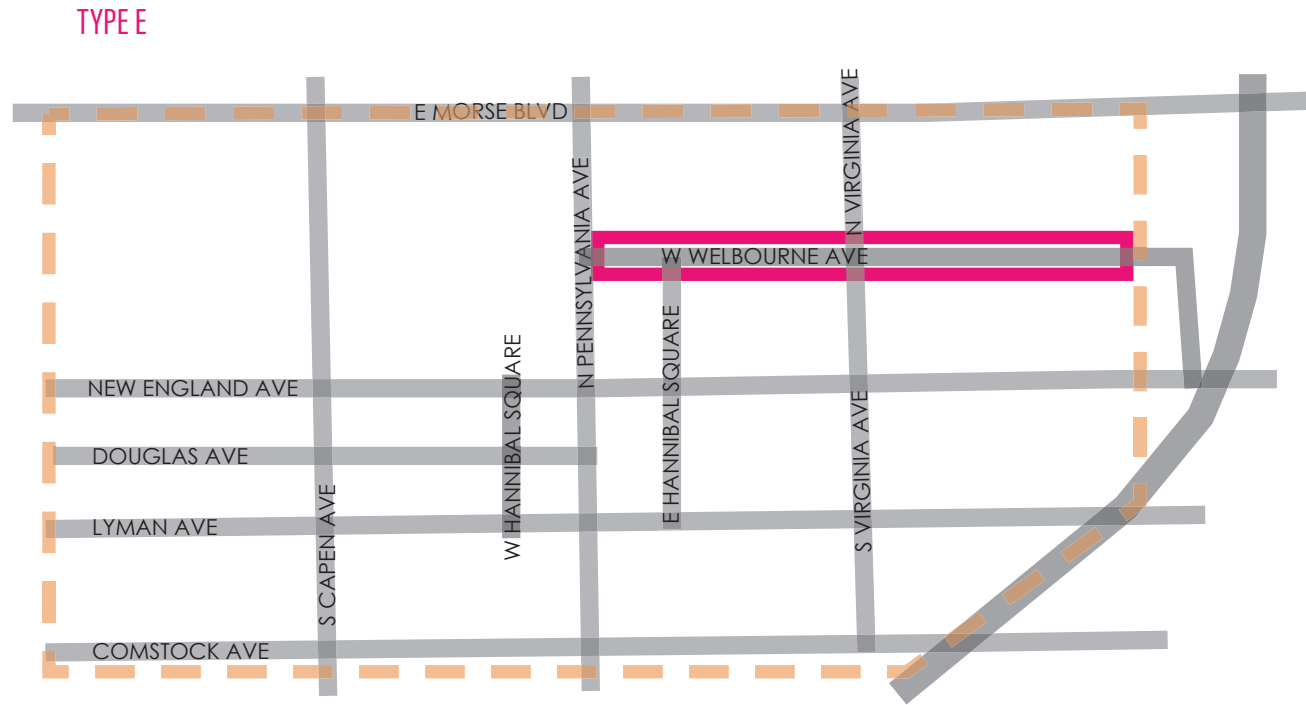 TYPE E
E MORSE BLVD
N VIRGINIA AVE
N PENNSYLVANIA AVE
W WELBOURNE AVE
W HANNIBAL SQUARE
E HANNIBAL SQUARE
NEW ENGLAND AVE
S VIRGINIA AVE
DOUGLAS AVE
S CAPEN AVE
LYMAN AVE
COMSTOCK AVE